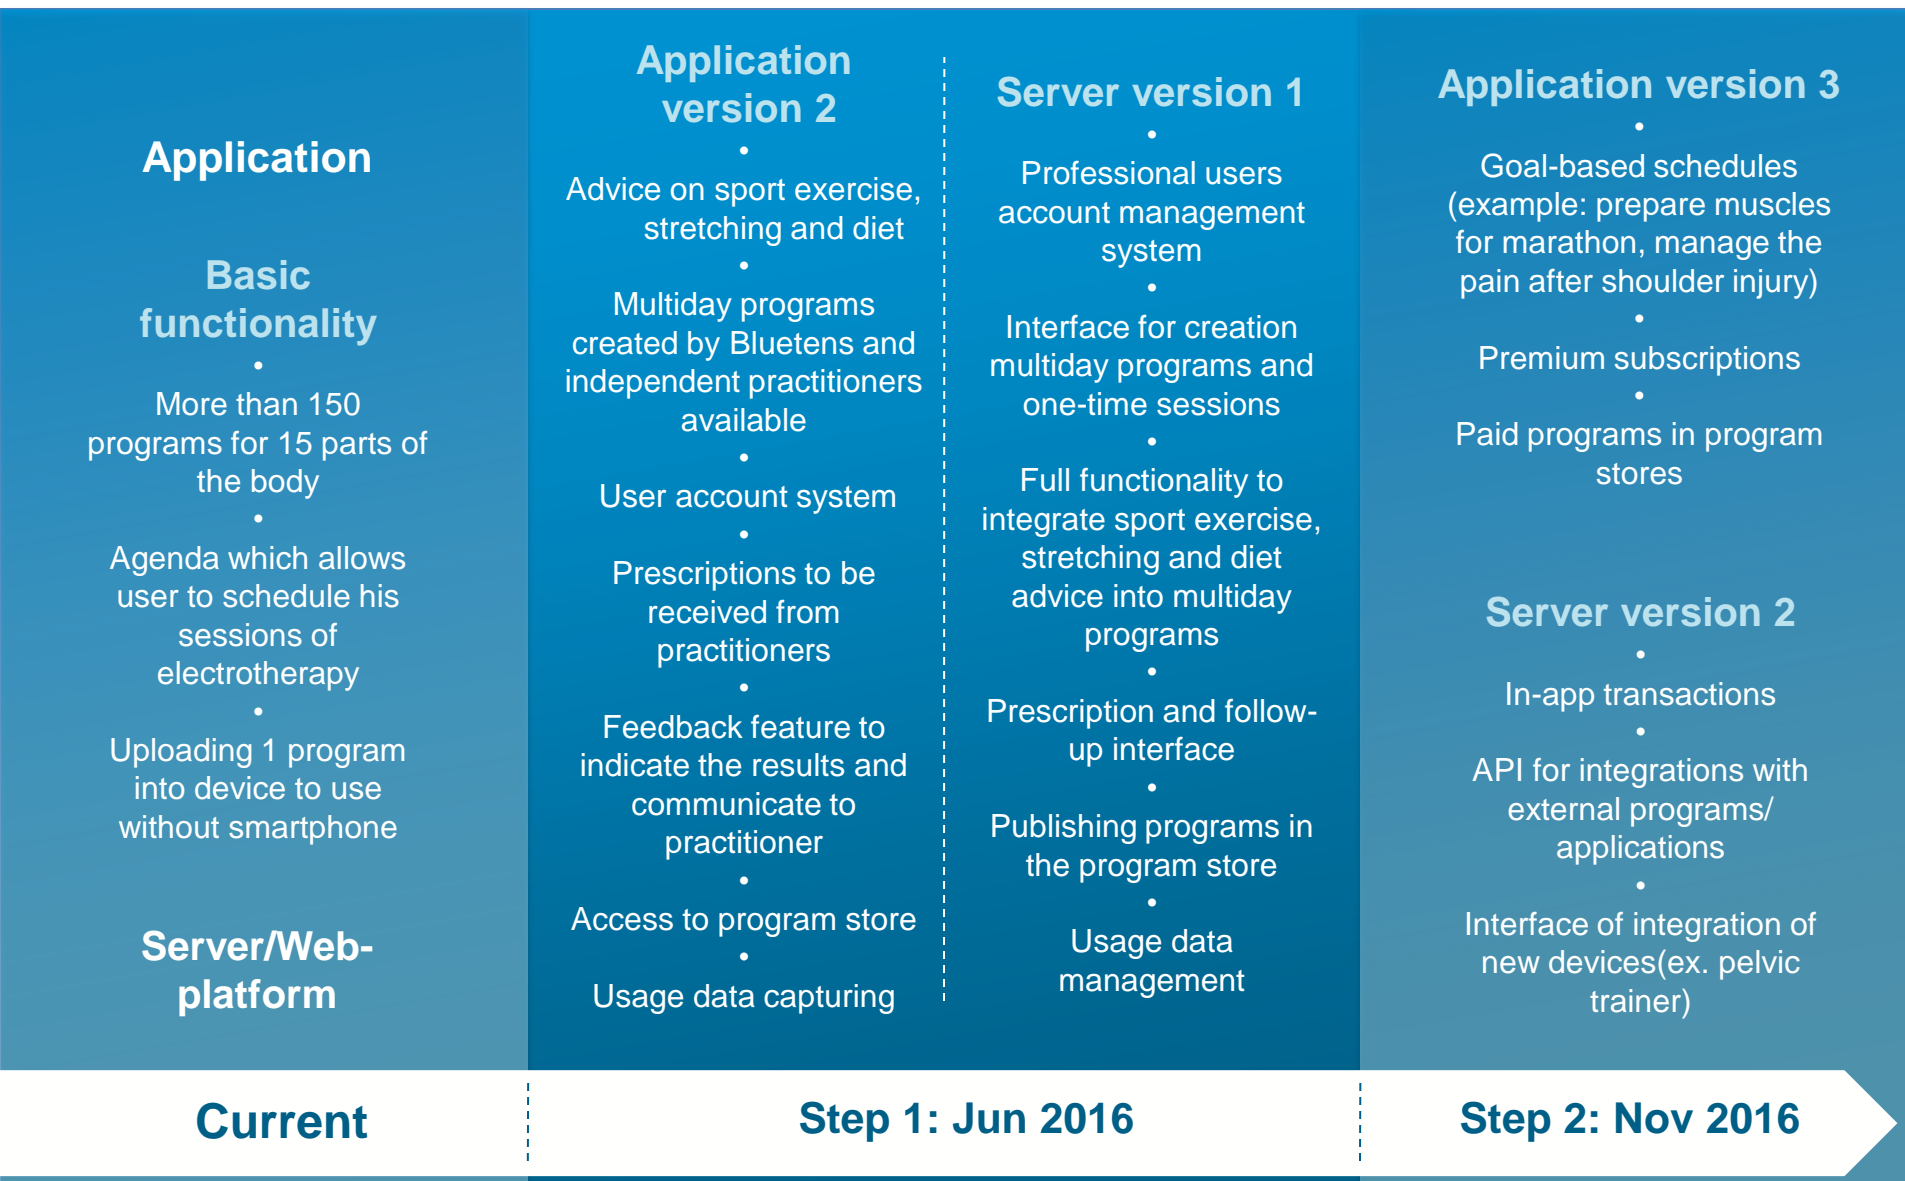 Application
Basic
functionality
•
More than 150
programs for 15 parts of
the body
•
Agenda which allows
user to schedule his
sessions of
electrotherapy
•
Uploading 1 program
into device to use
without smartphone
Server/Web-
platform
Current
Application
version 2
•
Advice on sport exercise,
stretching and diet
•
Multiday programs
created by Bluetens and
independent practitioners
available
•
User account system
•
Prescriptions to be
received from
practitioners
•
Feedback feature to
indicate the results and
communicate to
practitioner
•
Access to program store
•
Usage data capturing
Server version 1
•
Professional users
account management
system
•
Interface for creation
multiday programs and
one-time sessions
•
Full functionality to
integrate sport exercise,
stretching and diet
advice into multiday
programs
•
Prescription and follow-
up interface
•
Publishing programs in
the program store
•
Usage data
management
Step 1: Jun 2016
Application version 3
•
Goal-based schedules
(example: prepare muscles
for marathon, manage the
pain after shoulder injury)
•
Premium subscriptions
•
Paid programs in program
stores
Server version 2
•
In-app transactions
•
API for integrations with
external programs/
applications
•
Interface of integration of
new devices(ex. pelvic
trainer)
Step 2: Nov 2016